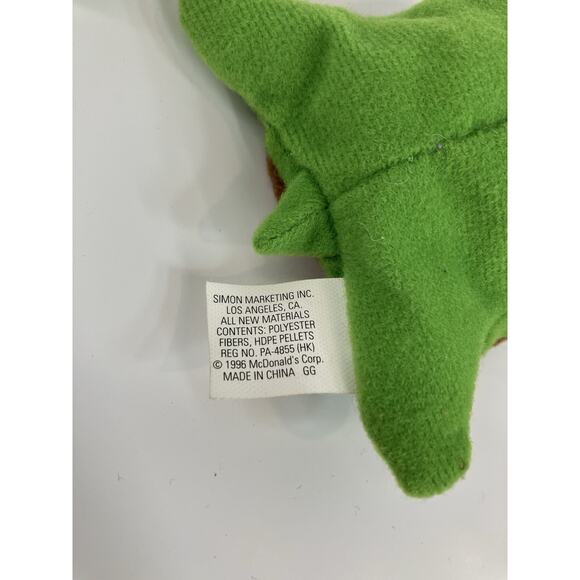 SIMON MARKETING INC.
LOS ANGELES, CA.
ALL NEW MATERIALS
CONTENTS: POLYESTER
FIBERS, HDPE PELLETS
REG NO. PA-4855 (HK)
© 1996 McDonald's Corp.
MADE IN CHINA GG